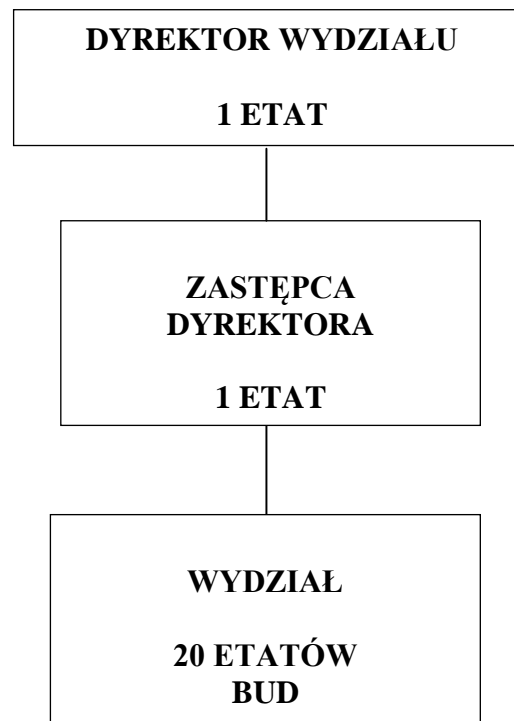 DYREKTOR WYDZIAŁU
1 ETAT
ZASTĘPCA
DYREKTORA
1 ETAT
WYDZIAŁ
20 ETATÓW
BUD